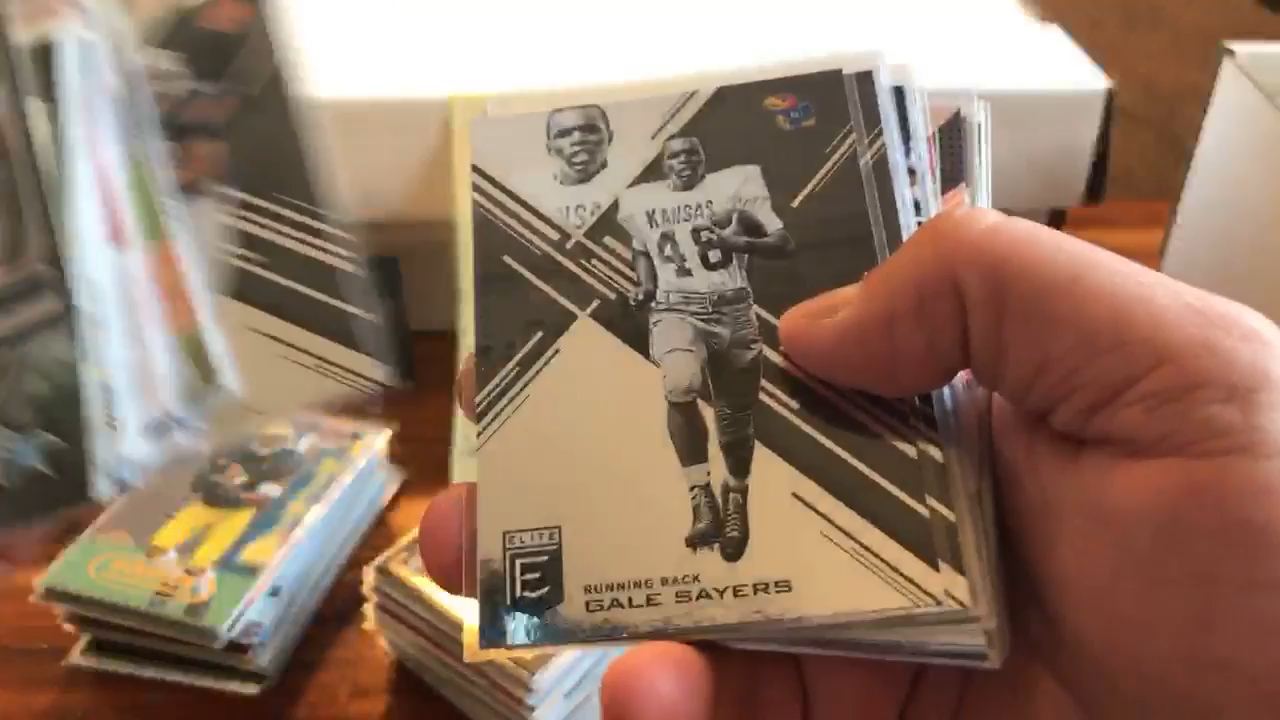 KANSAS
48
ELITE
E
RUNNING BACK
GALE SAYERS